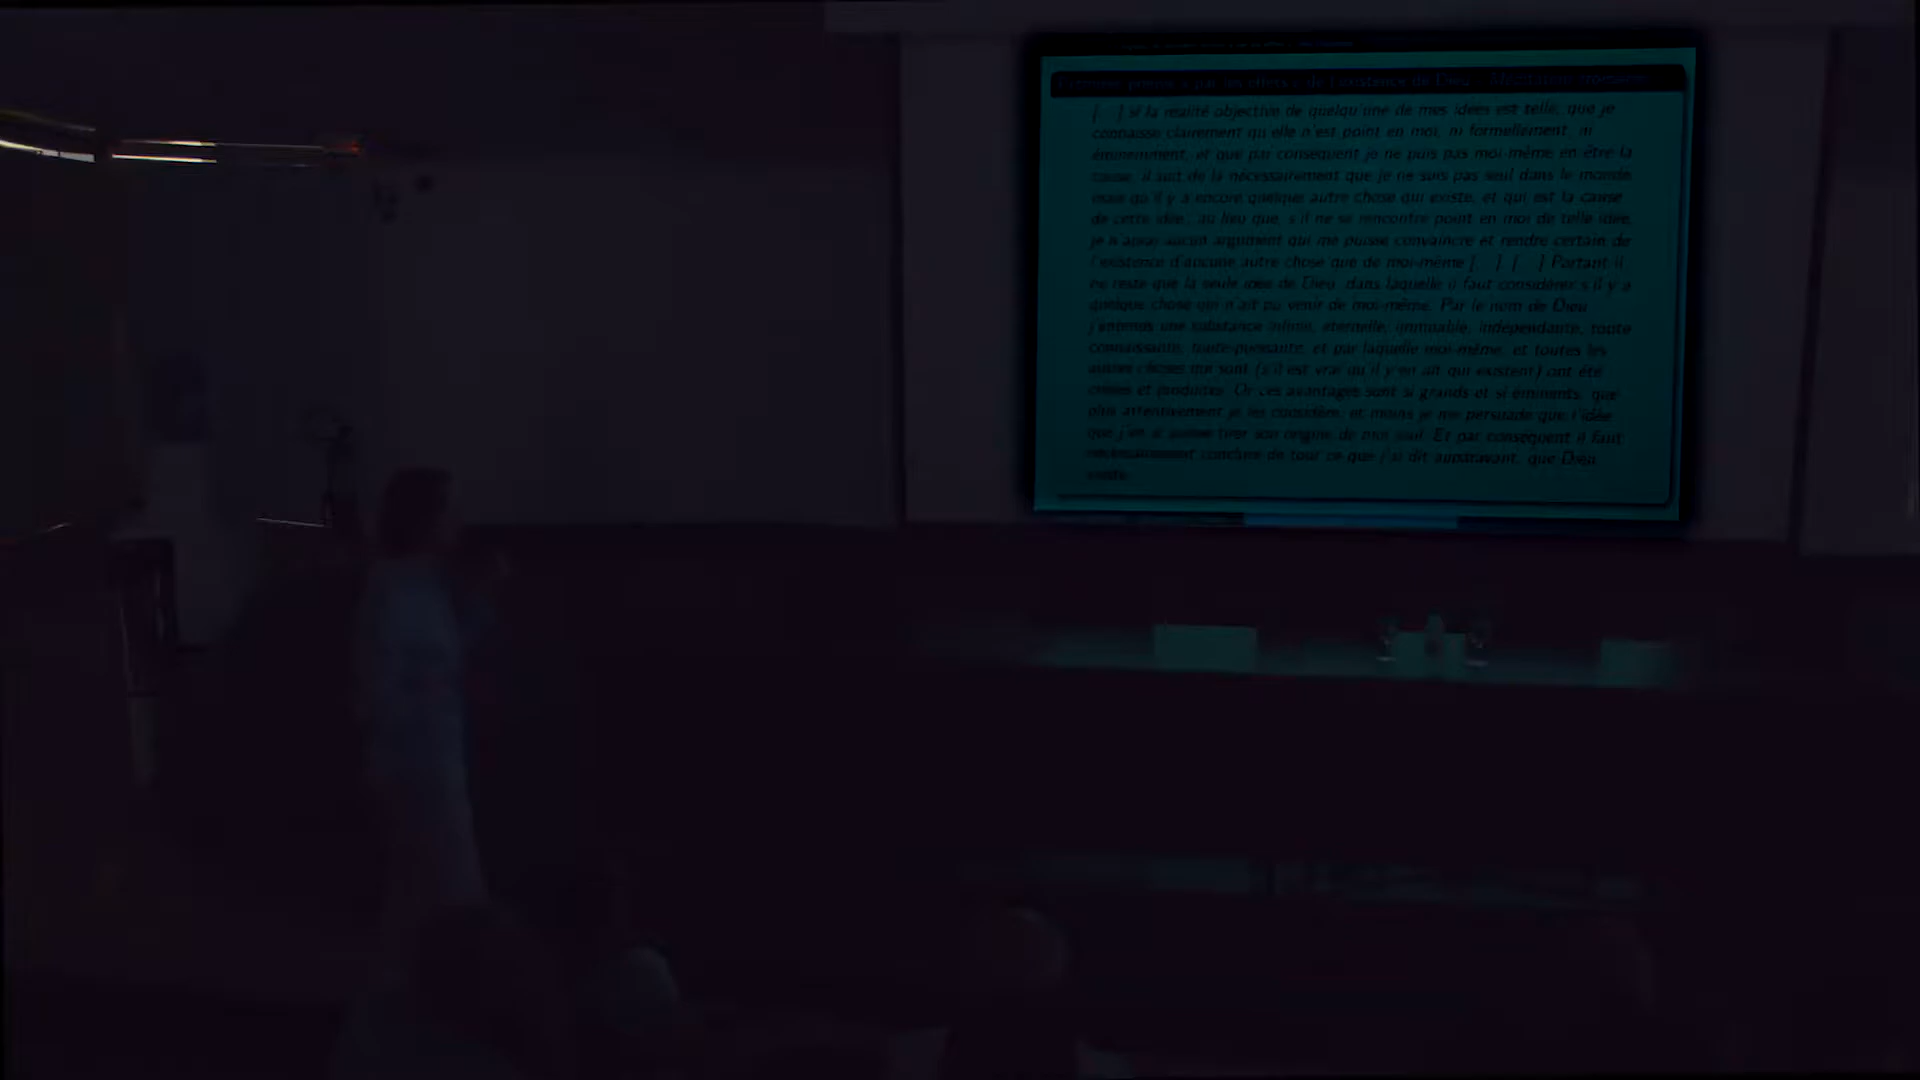 Première preuve « par les effets » de l'existence de Dieu : Méditation troisième
[...] si la réalité objective de quelqu'une de mes idées est telle, que je
connaisse clairement qu'elle n'est point en moi, ni formellement, ni
éminemment, et que par conséquent je ne puis pas moi-même en être la
cause, il suit de là nécessairement que je ne suis pas seul dans le monde
mais qu'il y a encore quelque autre chose qui existe, et qui est la cause
de cette idée ; au lieu que, s'il ne se rencontre point en moi de telle idée,
je n'aurai aucun argument qui me puisse convaincre et rendre certain de
l'existence d'aucune autre chose que de moi-même [...]. [...] Partant il
ne reste que la seule idée de Dieu, dans laquelle il faut considérer s'il y a
quelque chose qui n'ait pu venir de moi-même. Par le nom de Dieu
j'entends une substance infinie, éternelle, immuable, indépendante, toute
connaissante, toute-puissante, et par laquelle moi-même, et toutes les
autres choses qui sont (s'il est vrai qu'il y en ait qui existent) ont été
créées et produites. Or ces avantages sont si grands et si éminents, que
plus attentivement je les considère, et moins je me persuade que l'idée
que j'en ai puisse tirer son origine de moi seul. Et par conséquent il faut
nécessairement conclure de tout ce que j'ai dit auparavant, que Dieu
existe